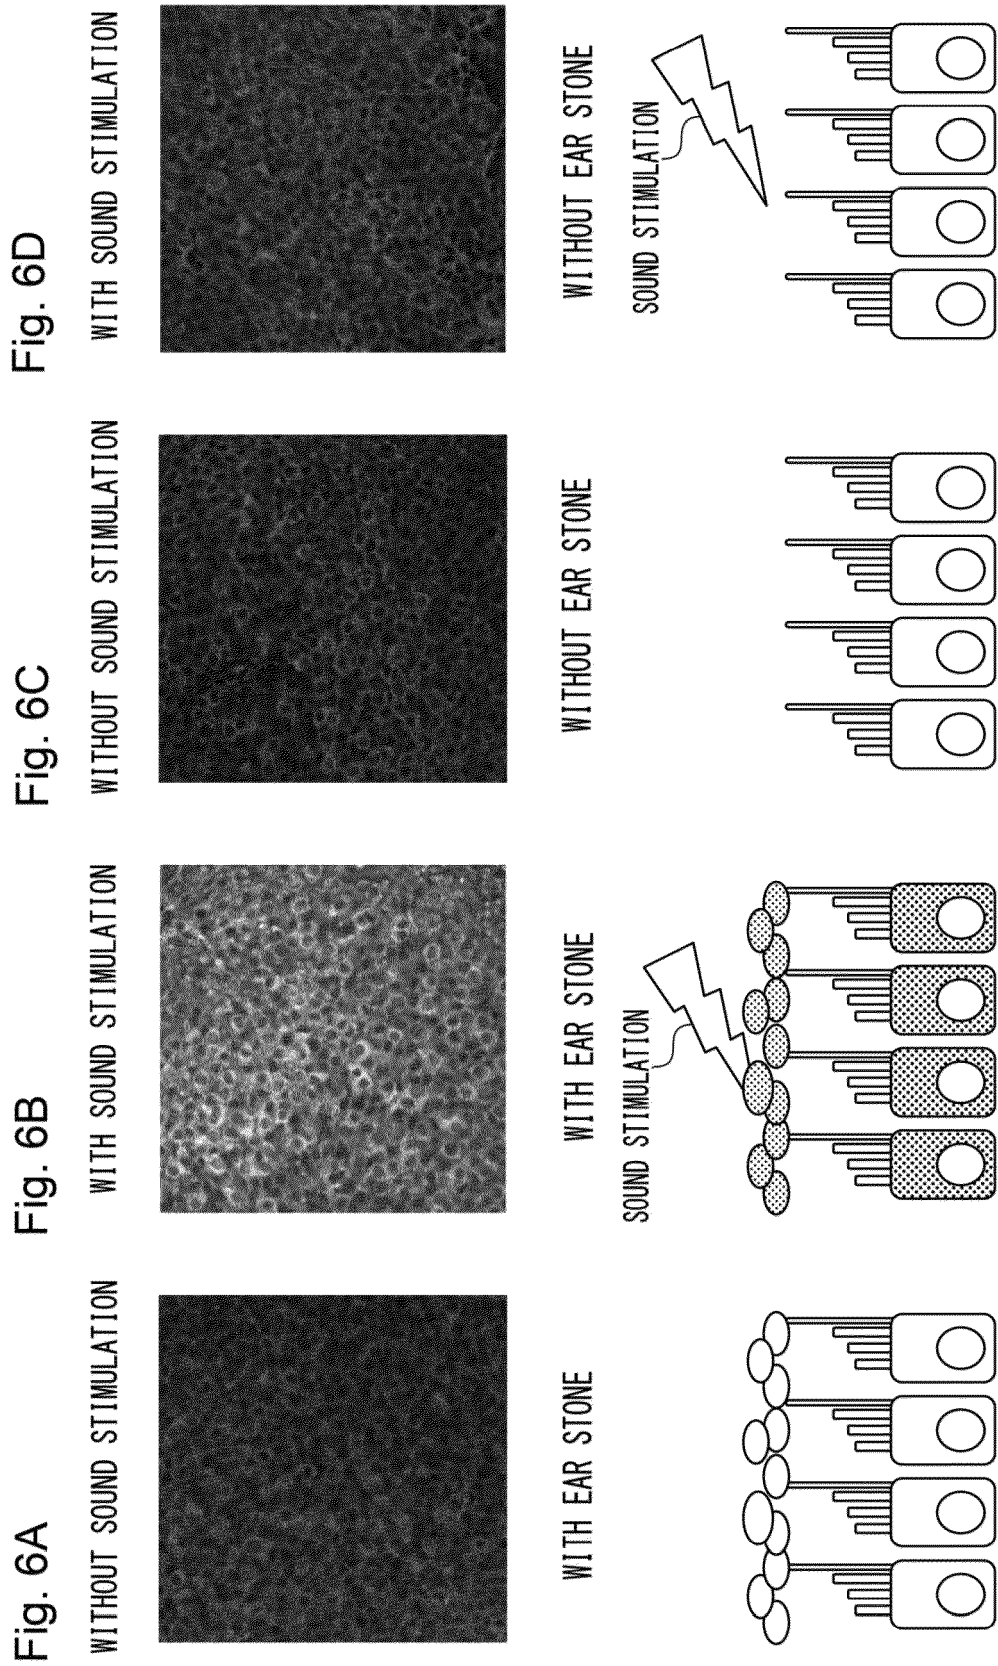 Fig. 6A
WITHOUT SOUND STIMULATION
WITH EAR STONE
Fig. 6B
WITH SOUND STIMULATION
WITH EAR STONE
SOUND STIMULATION
Fig. 6C
WITHOUT SOUND STIMULATION
WITHOUT EAR STONE
Fig. 6D
WITH SOUND STIMULATION
WITHOUT EAR STONE
SOUND STIMULATION